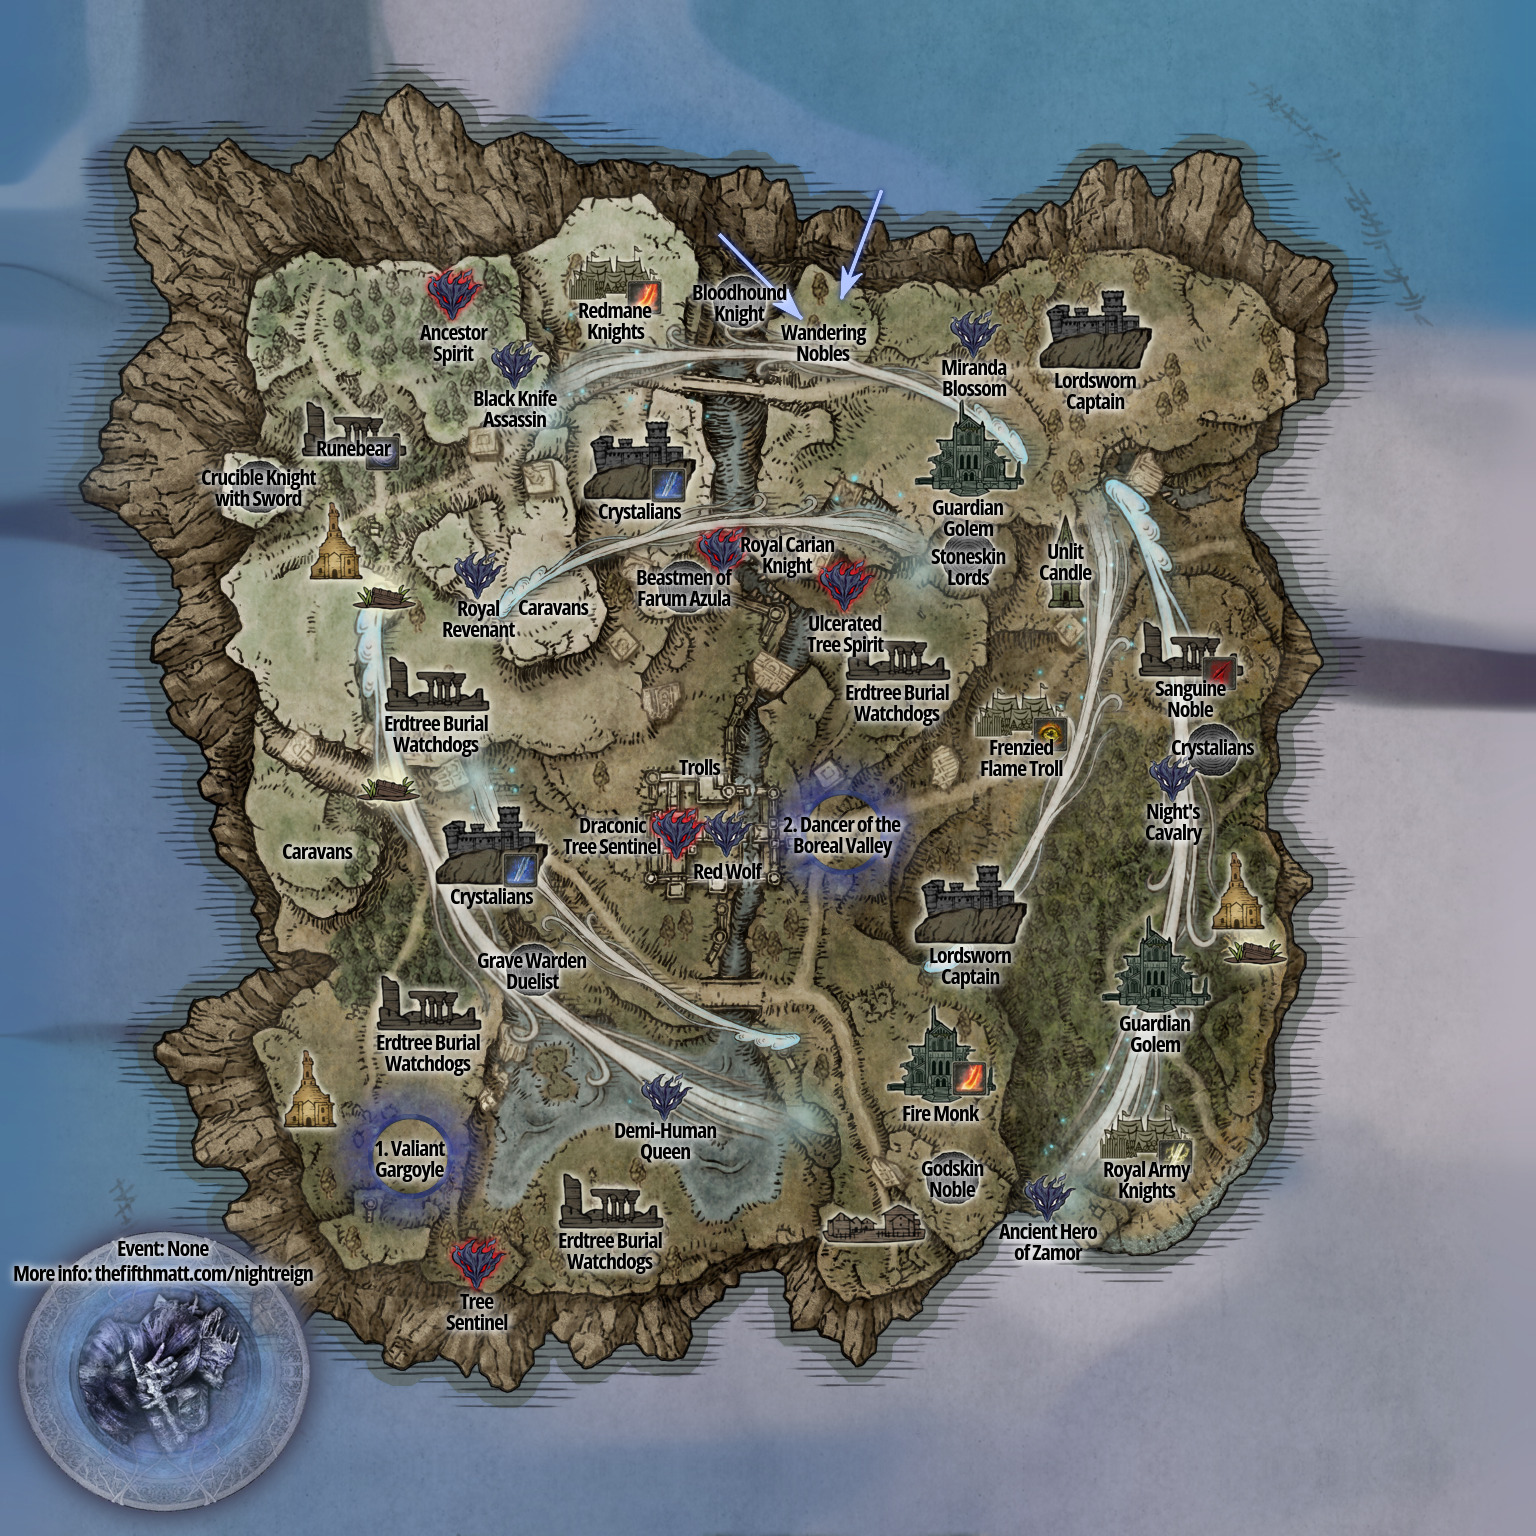 Ancestor
Spirit
Redmane
Knights
Bloodhound
Knight
Wandering
Nobles
Miranda
Blossom
Lordsworn
Captain
Black Knife
Assassin
Runebear
Crucible Knight
with Sword
Crystalians
Guardian
Golem
Stoneskin
Lords
Unlit
Candle
Royal Carian
Knight
Beastmen of
Farum Azula
Royal
Revenant
Caravans
Ulcerated
Tree Spirit
Erdtree Burial
Watchdogs
Erdtree Burial
Watchdogs
Sanguine
Noble
Frenzied
Flame Troll
Crystalians
Trolls
Night's
Cavalry
Draconic
Tree Sentinel
Red Wolf
2. Dancer of the
Boreal Valley
Caravans
Crystalians
Lordsworn
Captain
Grave Warden
Duelist
Erdtree Burial
Watchdogs
Guardian
Golem
Fire Monk
Demi-Human
Queen
1. Valiant
Gargoyle
Godskin
Noble
Royal Army
Knights
Ancient Hero
of Zamor
Erdtree Burial
Watchdogs
Tree
Sentinel
Event: None
More info: thefifthmatt.com/nightreign